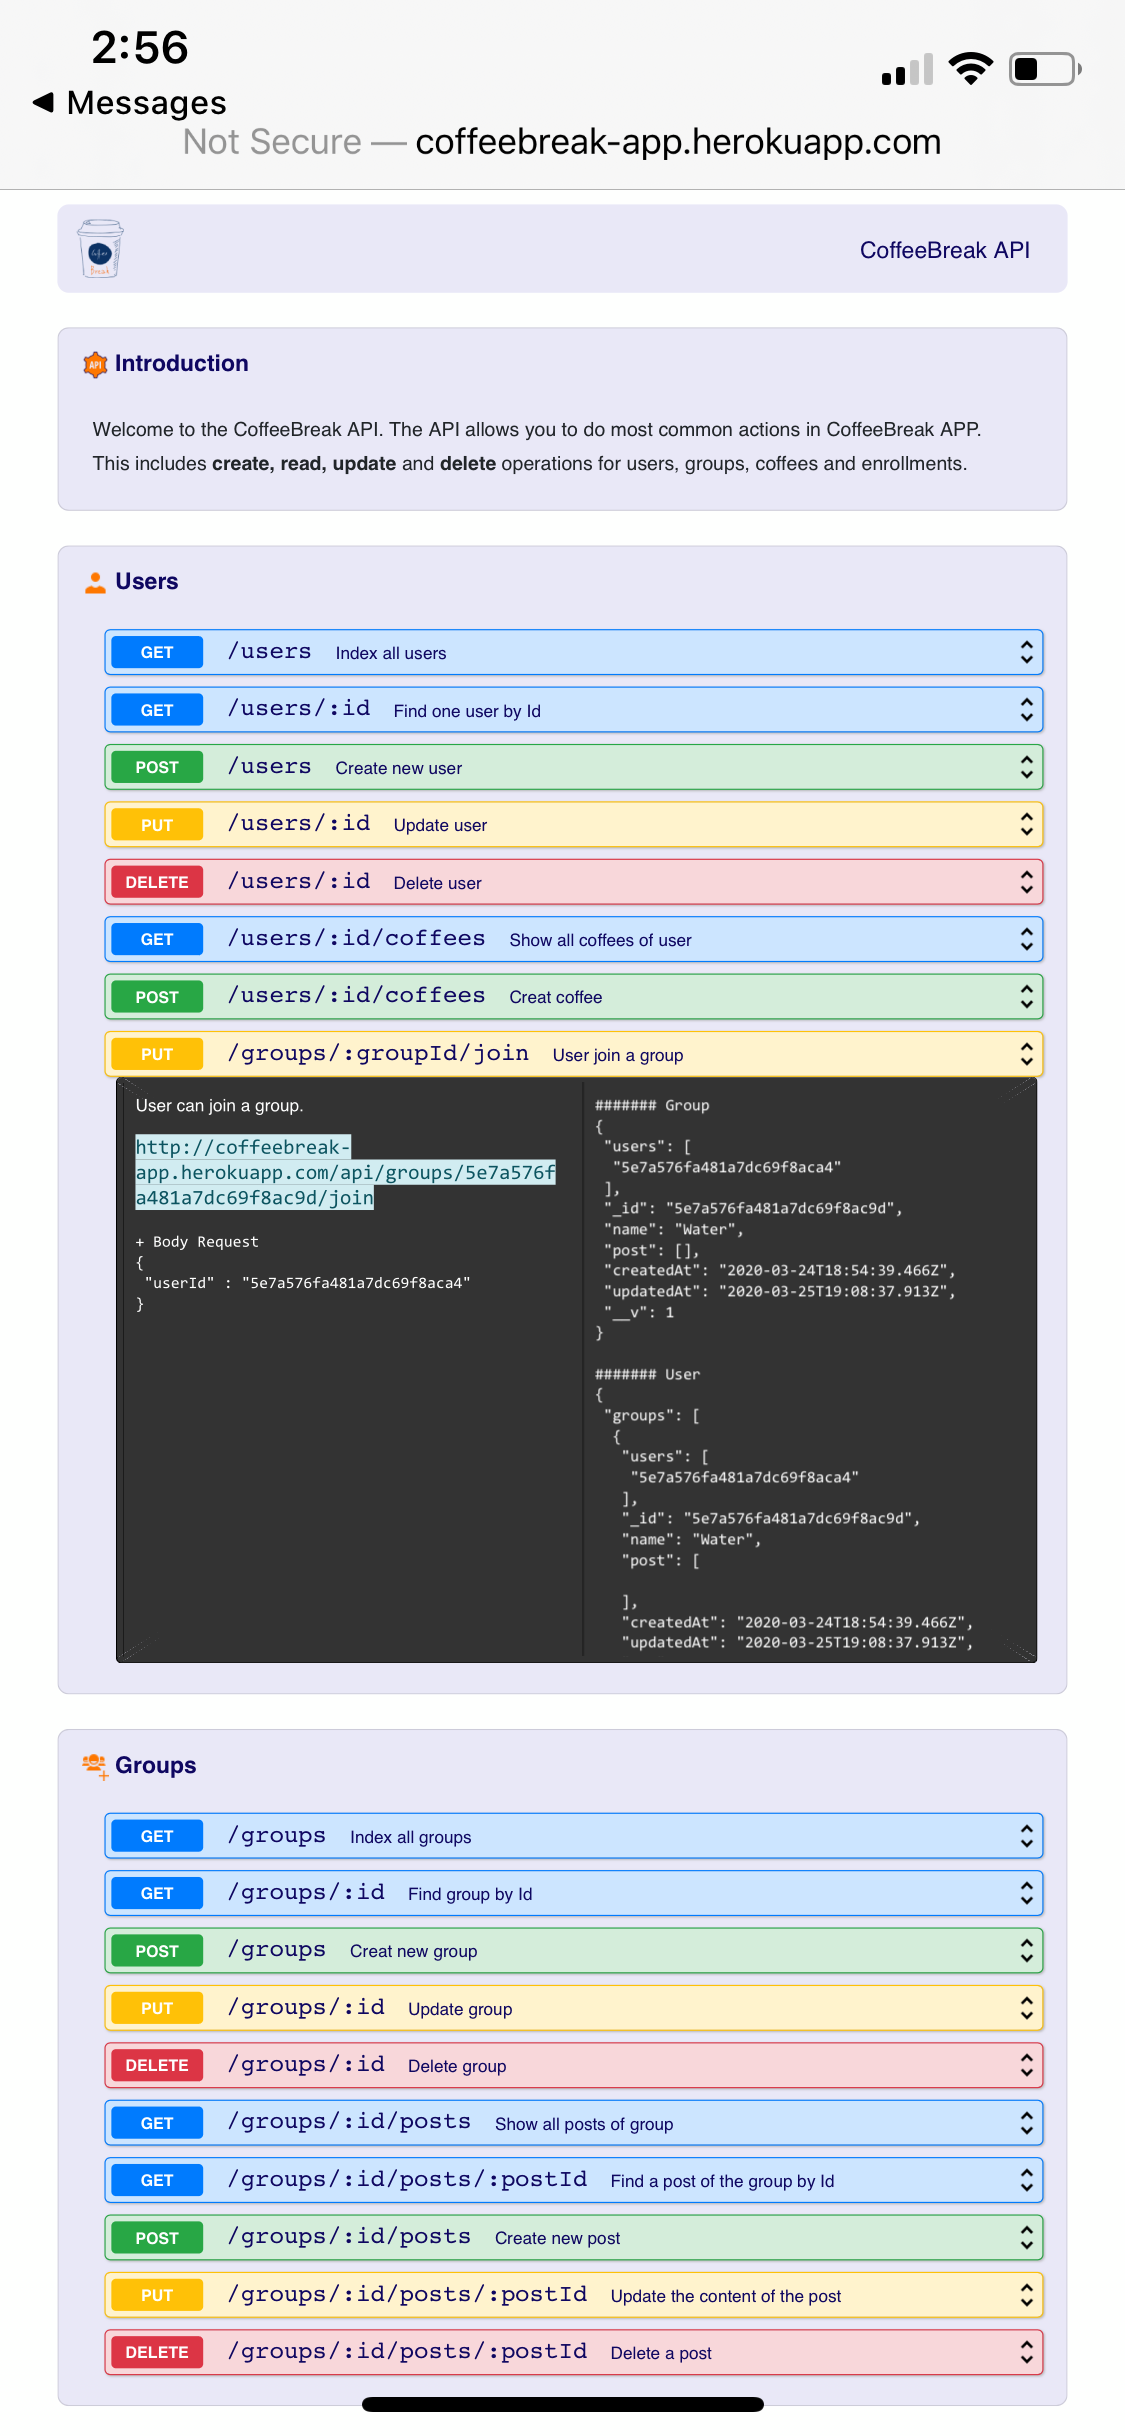 2:56
◀ Messages
Not Secure — coffeebreak-app.herokuapp.com
Coffee
Break
CoffeeBreak API
API
Introduction
Welcome to the CoffeeBreak API. The API allows you to do most common actions in CoffeeBreak APP.
This includes create, read, update and delete operations for users, groups, coffees and enrollments.
Users
GET /users Index all users
GET /users/:id Find one user by Id
POST /users Create new user
PUT /users/:id Update user
DELETE /users/:id Delete user
GET /users/:id/coffees Show all coffees of user
POST /users/:id/coffees Creat coffee
PUT /groups/:groupId/join User join a group
User can join a group.
http://coffeebreak-
app.herokuapp.com/api/groups/5e7a576f
a481a7dc69f8ac9d/join
+ Body Request
{
"userId" : "5e7a576fa481a7dc69f8aca4"
}
####### Group
{
"users": [
"5e7a576fa481a7dc69f8aca4"
],
"_id": "5e7a576fa481a7dc69f8ac9d",
"name": "Water",
"post": [],
"createdAt": "2020-03-24T18:54:39.466Z",
"updatedAt": "2020-03-25T19:08:37.913Z",
"__v": 1
}
####### User
{
"groups": [
{
"users": [
"5e7a576fa481a7dc69f8aca4"
],
"_id": "5e7a576fa481a7dc69f8ac9d",
"name": "Water",
"post": [
],
"createdAt": "2020-03-24T18:54:39.466Z",
"updatedAt": "2020-03-25T19:08:37.913Z",
Groups
GET /groups Index all groups
GET /groups/:id Find group by Id
POST /groups Creat new group
PUT /groups/:id Update group
DELETE /groups/:id Delete group
GET /groups/:id/posts Show all posts of group
GET /groups/:id/posts/:postId Find a post of the group by Id
POST /groups/:id/posts Create new post
PUT /groups/:id/posts/:postId Update the content of the post
DELETE /groups/:id/posts/:postId Delete a post